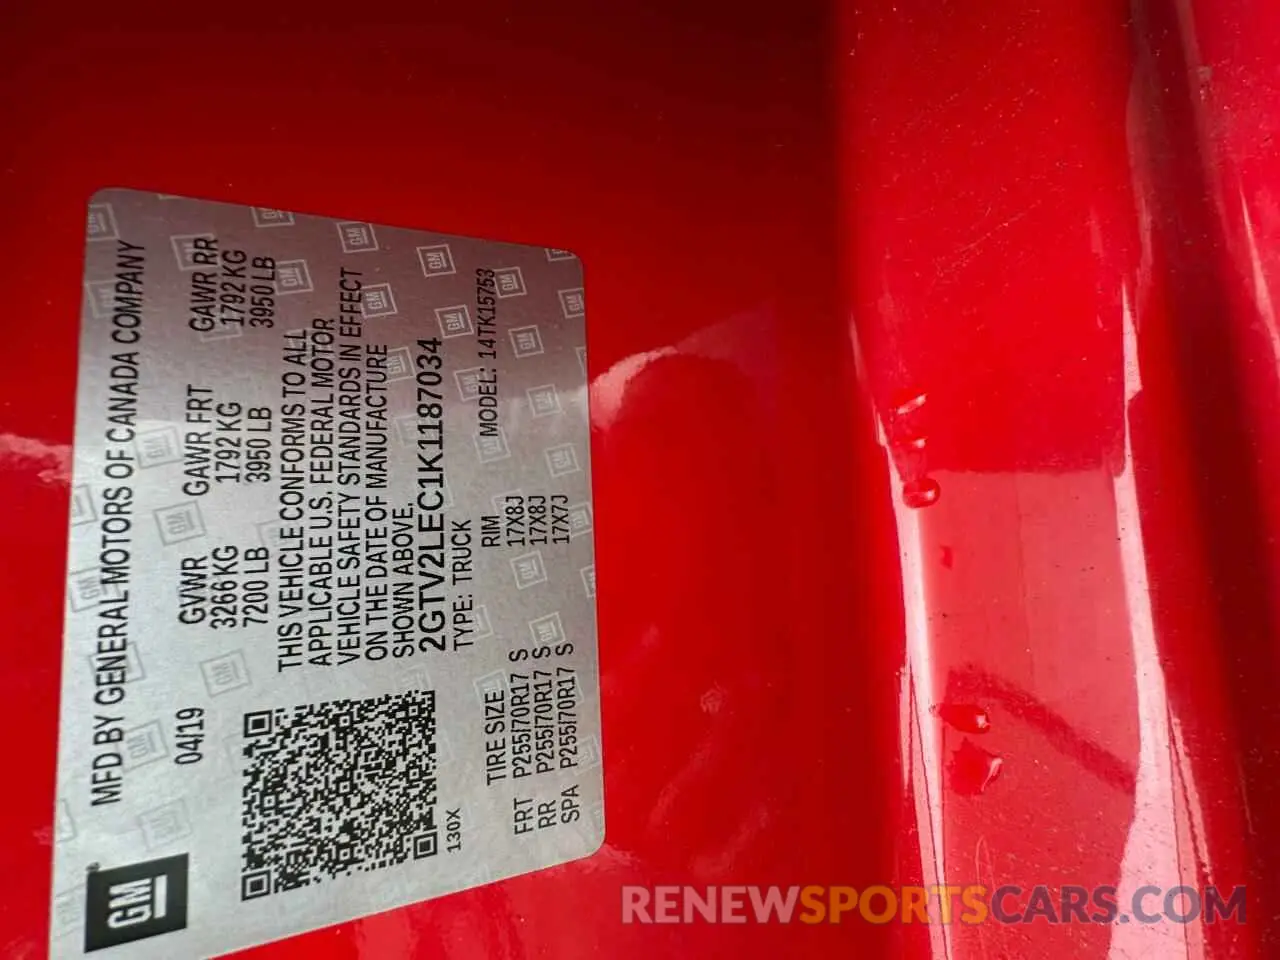 MFD BY GENERAL MOTORS OF CANADA COMPANY
04/19
GVWR GAWR FRT GAWR RR
3266 KG 1792 KG 1792 KG
7200 LB 3950 LB 3950 LB
THIS VEHICLE CONFORMS TO ALL
APPLICABLE U.S. FEDERAL MOTOR
VEHICLE SAFETY STANDARDS IN EFFECT
ON THE DATE OF MANUFACTURE
SHOWN ABOVE.
2GTV2LEC1K1187034
TYPE: TRUCK MODEL: 14TK15753
130X
TIRE SIZE RIM
FRT P255/70R17 S 17X8J
RR P255/70R17 S 17X8J
SPA P255/70R17 S 17X7J
GM
RENEWSPORTSCARS.COM